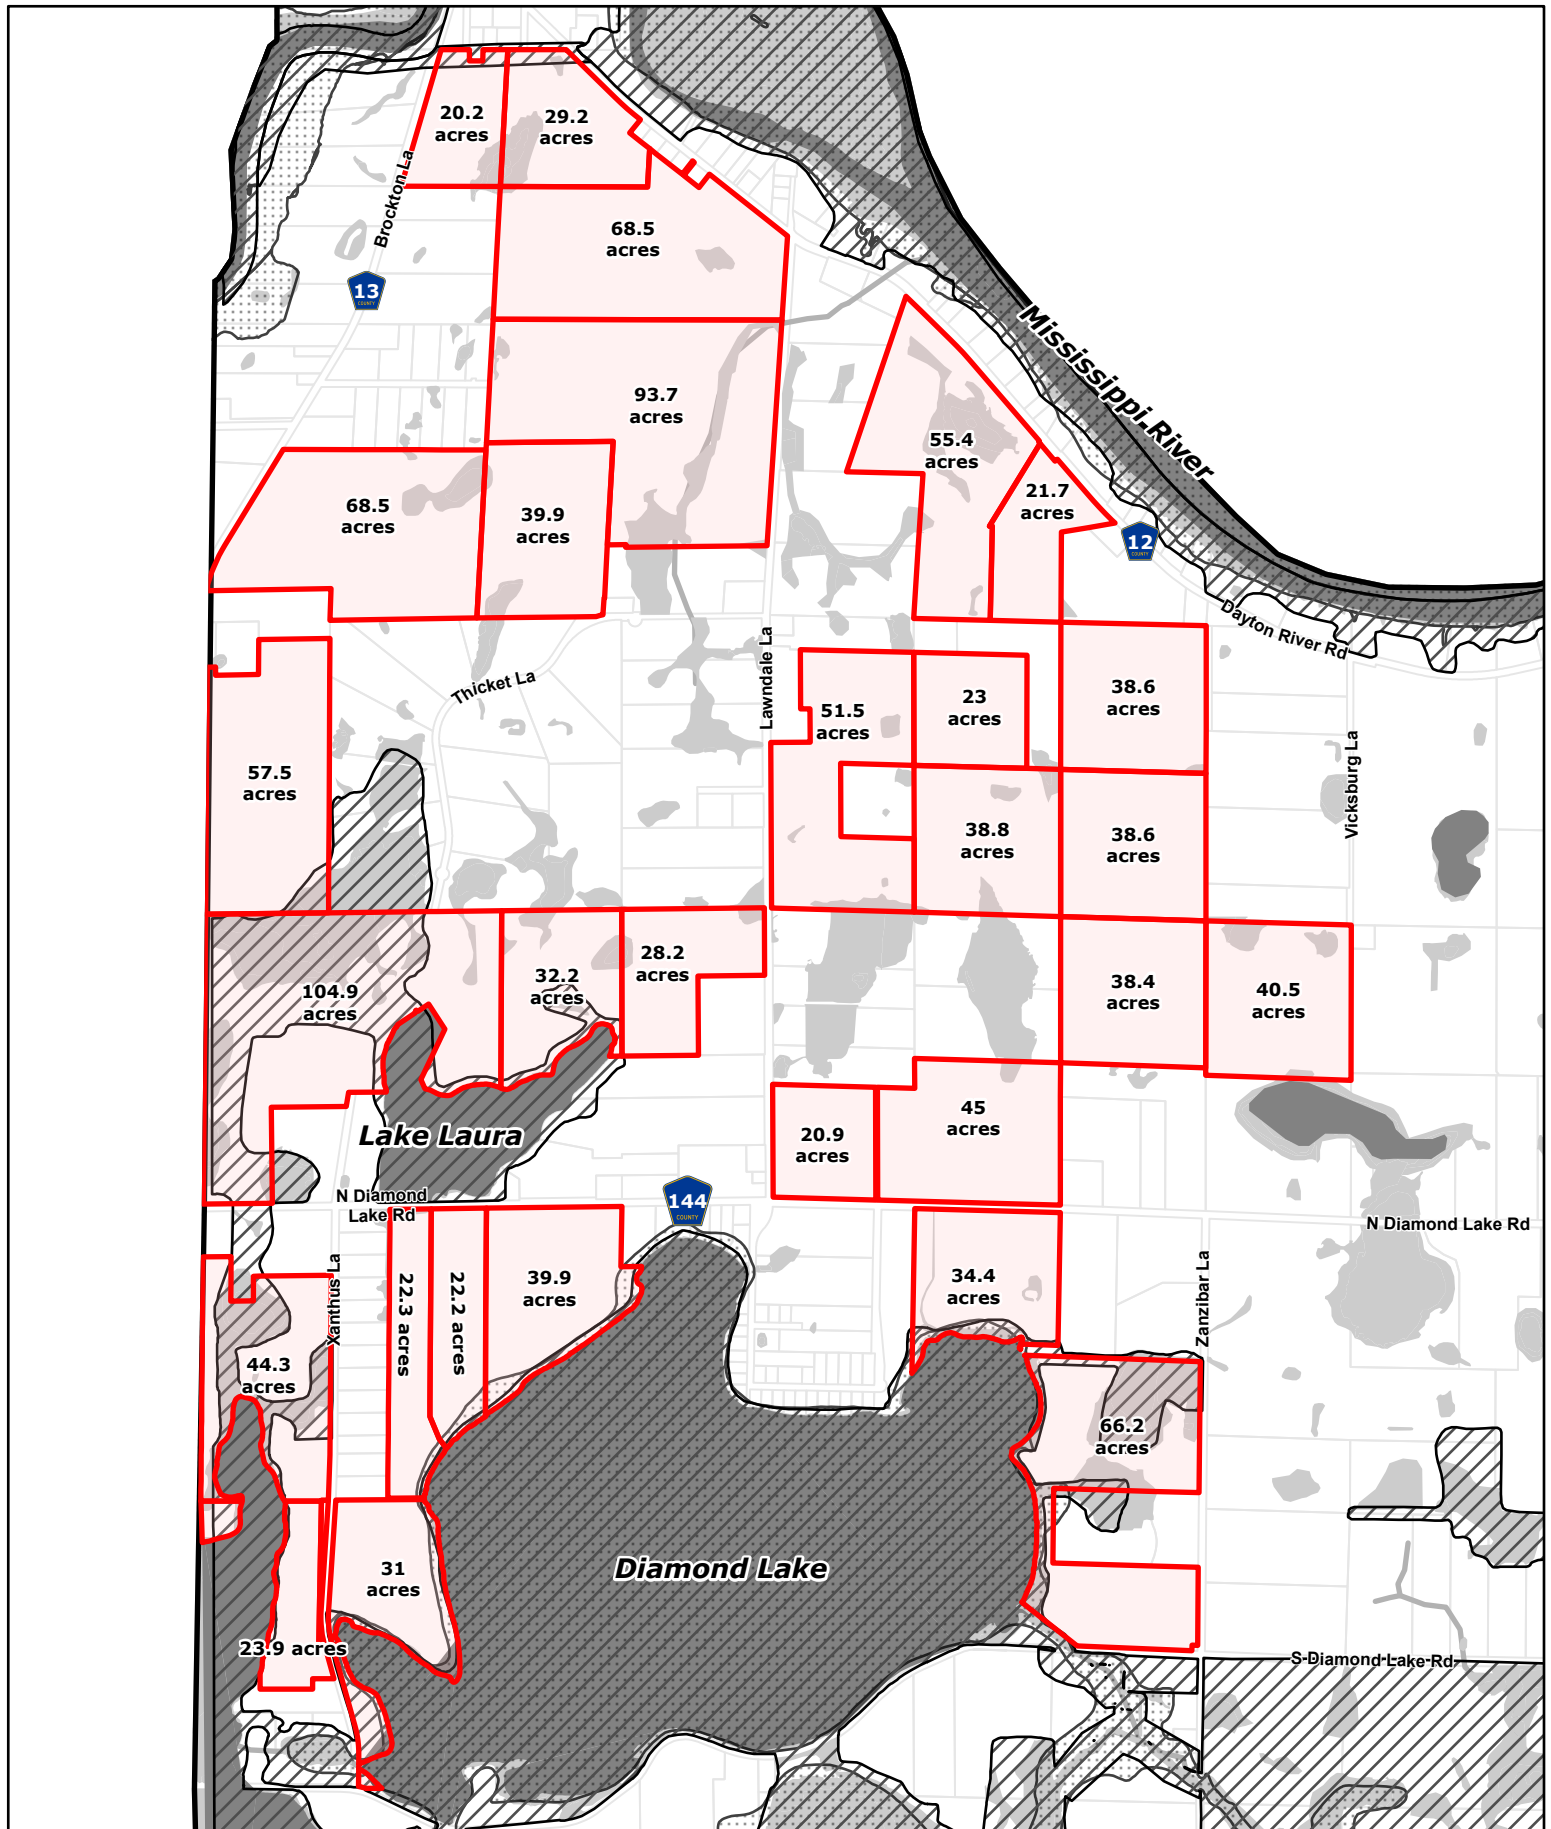 20.2
acres
29.2
acres
Brockton La
68.5
acres
13
COUNTY
Mississippi River
93.7
acres
55.4
acres
21.7
acres
68.5
acres
39.9
acres
12
COUNTY
Dayton River Rd
Thicket La
Lawndale La
51.5
acres
23
acres
38.6
acres
57.5
acres
Vicksburg La
38.8
acres
38.6
acres
104.9
acres
32.2
acres
28.2
acres
38.4
acres
40.5
acres
Lake Laura
20.9
acres
45
acres
N Diamond
Lake Rd
144
COUNTY
N Diamond Lake Rd
Xanthus La
22.3 acres
22.2 acres
39.9
acres
34.4
acres
Zanzibar La
44.3
acres
66.2
acres
31
acres
Diamond Lake
23.9 acres
S Diamond Lake Rd